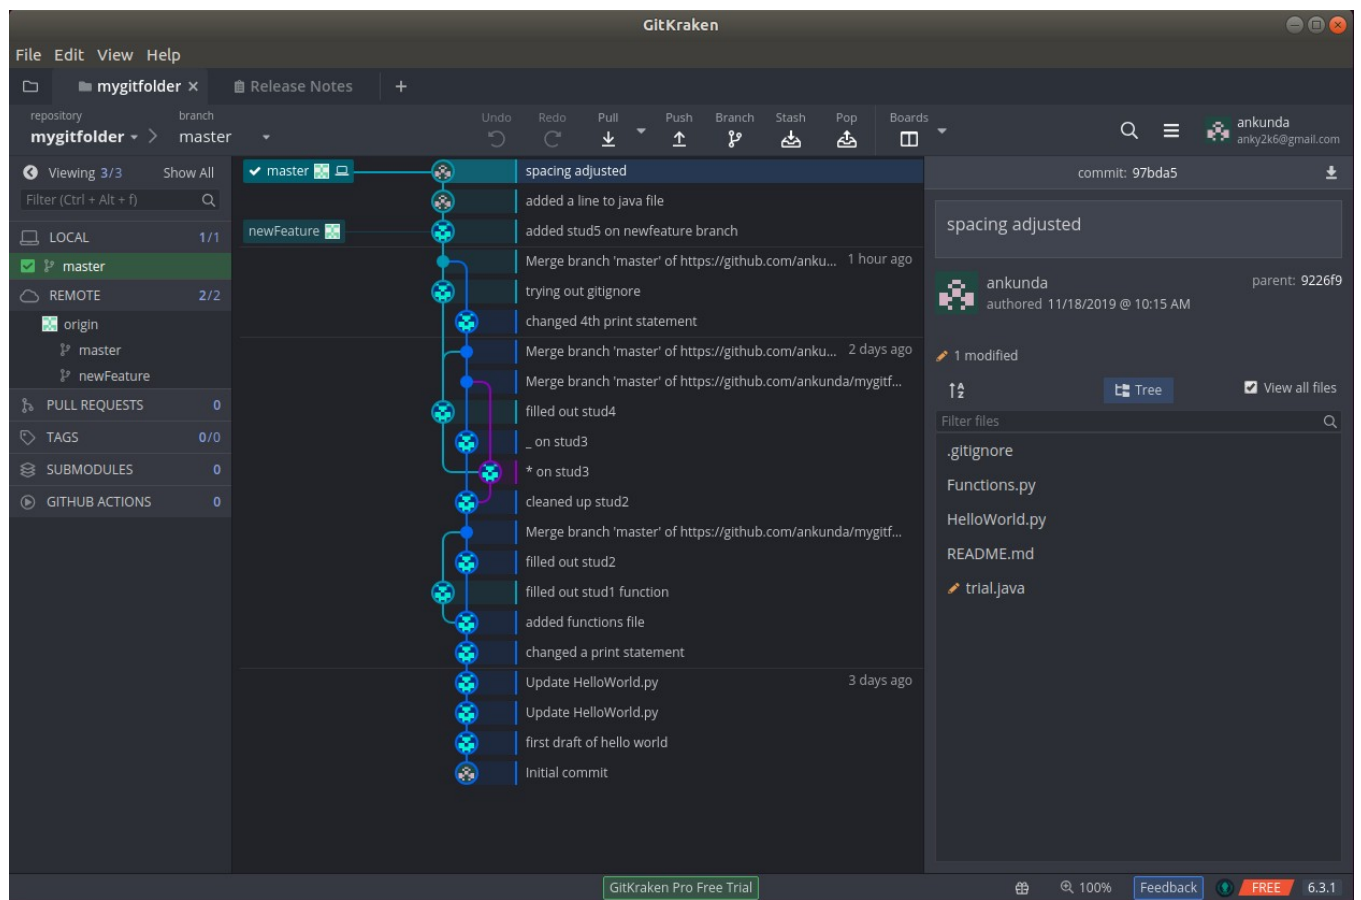 GitKraken
File Edit View Help
mygitfolder × Release Notes +
repository branch Undo Redo Pull Push Branch Stash Pop Boards
mygitfolder master
ankunda
anky2k6@gmail.com
Viewing 3/3 Show All
Filter (Ctrl + Alt + f)
LOCAL 1/1
master
REMOTE 2/2
origin
master
newFeature
PULL REQUESTS 0
TAGS 0/0
SUBMODULES 0
GITHUB ACTIONS 0
master spacing adjusted
added a line to java file
newFeature added stud5 on newfeature branch
Merge branch 'master' of https://github.com/anku... 1 hour ago
trying out gitignore
changed 4th print statement
Merge branch 'master' of https://github.com/anku... 2 days ago
Merge branch 'master' of https://github.com/ankunda/mygitf...
filled out stud4
_ on stud3
* on stud3
cleaned up stud2
Merge branch 'master' of https://github.com/ankunda/mygitf...
filled out stud2
filled out stud1 function
added functions file
changed a print statement
Update HelloWorld.py 3 days ago
Update HelloWorld.py
first draft of hello world
Initial commit
commit: 97bda5
spacing adjusted
ankunda parent: 9226f9
authored 11/18/2019 @ 10:15 AM
1 modified
A Z Tree View all files
Filter files
.gitignore
Functions.py
HelloWorld.py
README.md
trial.java
GitKraken Pro Free Trial 100% Feedback FREE 6.3.1